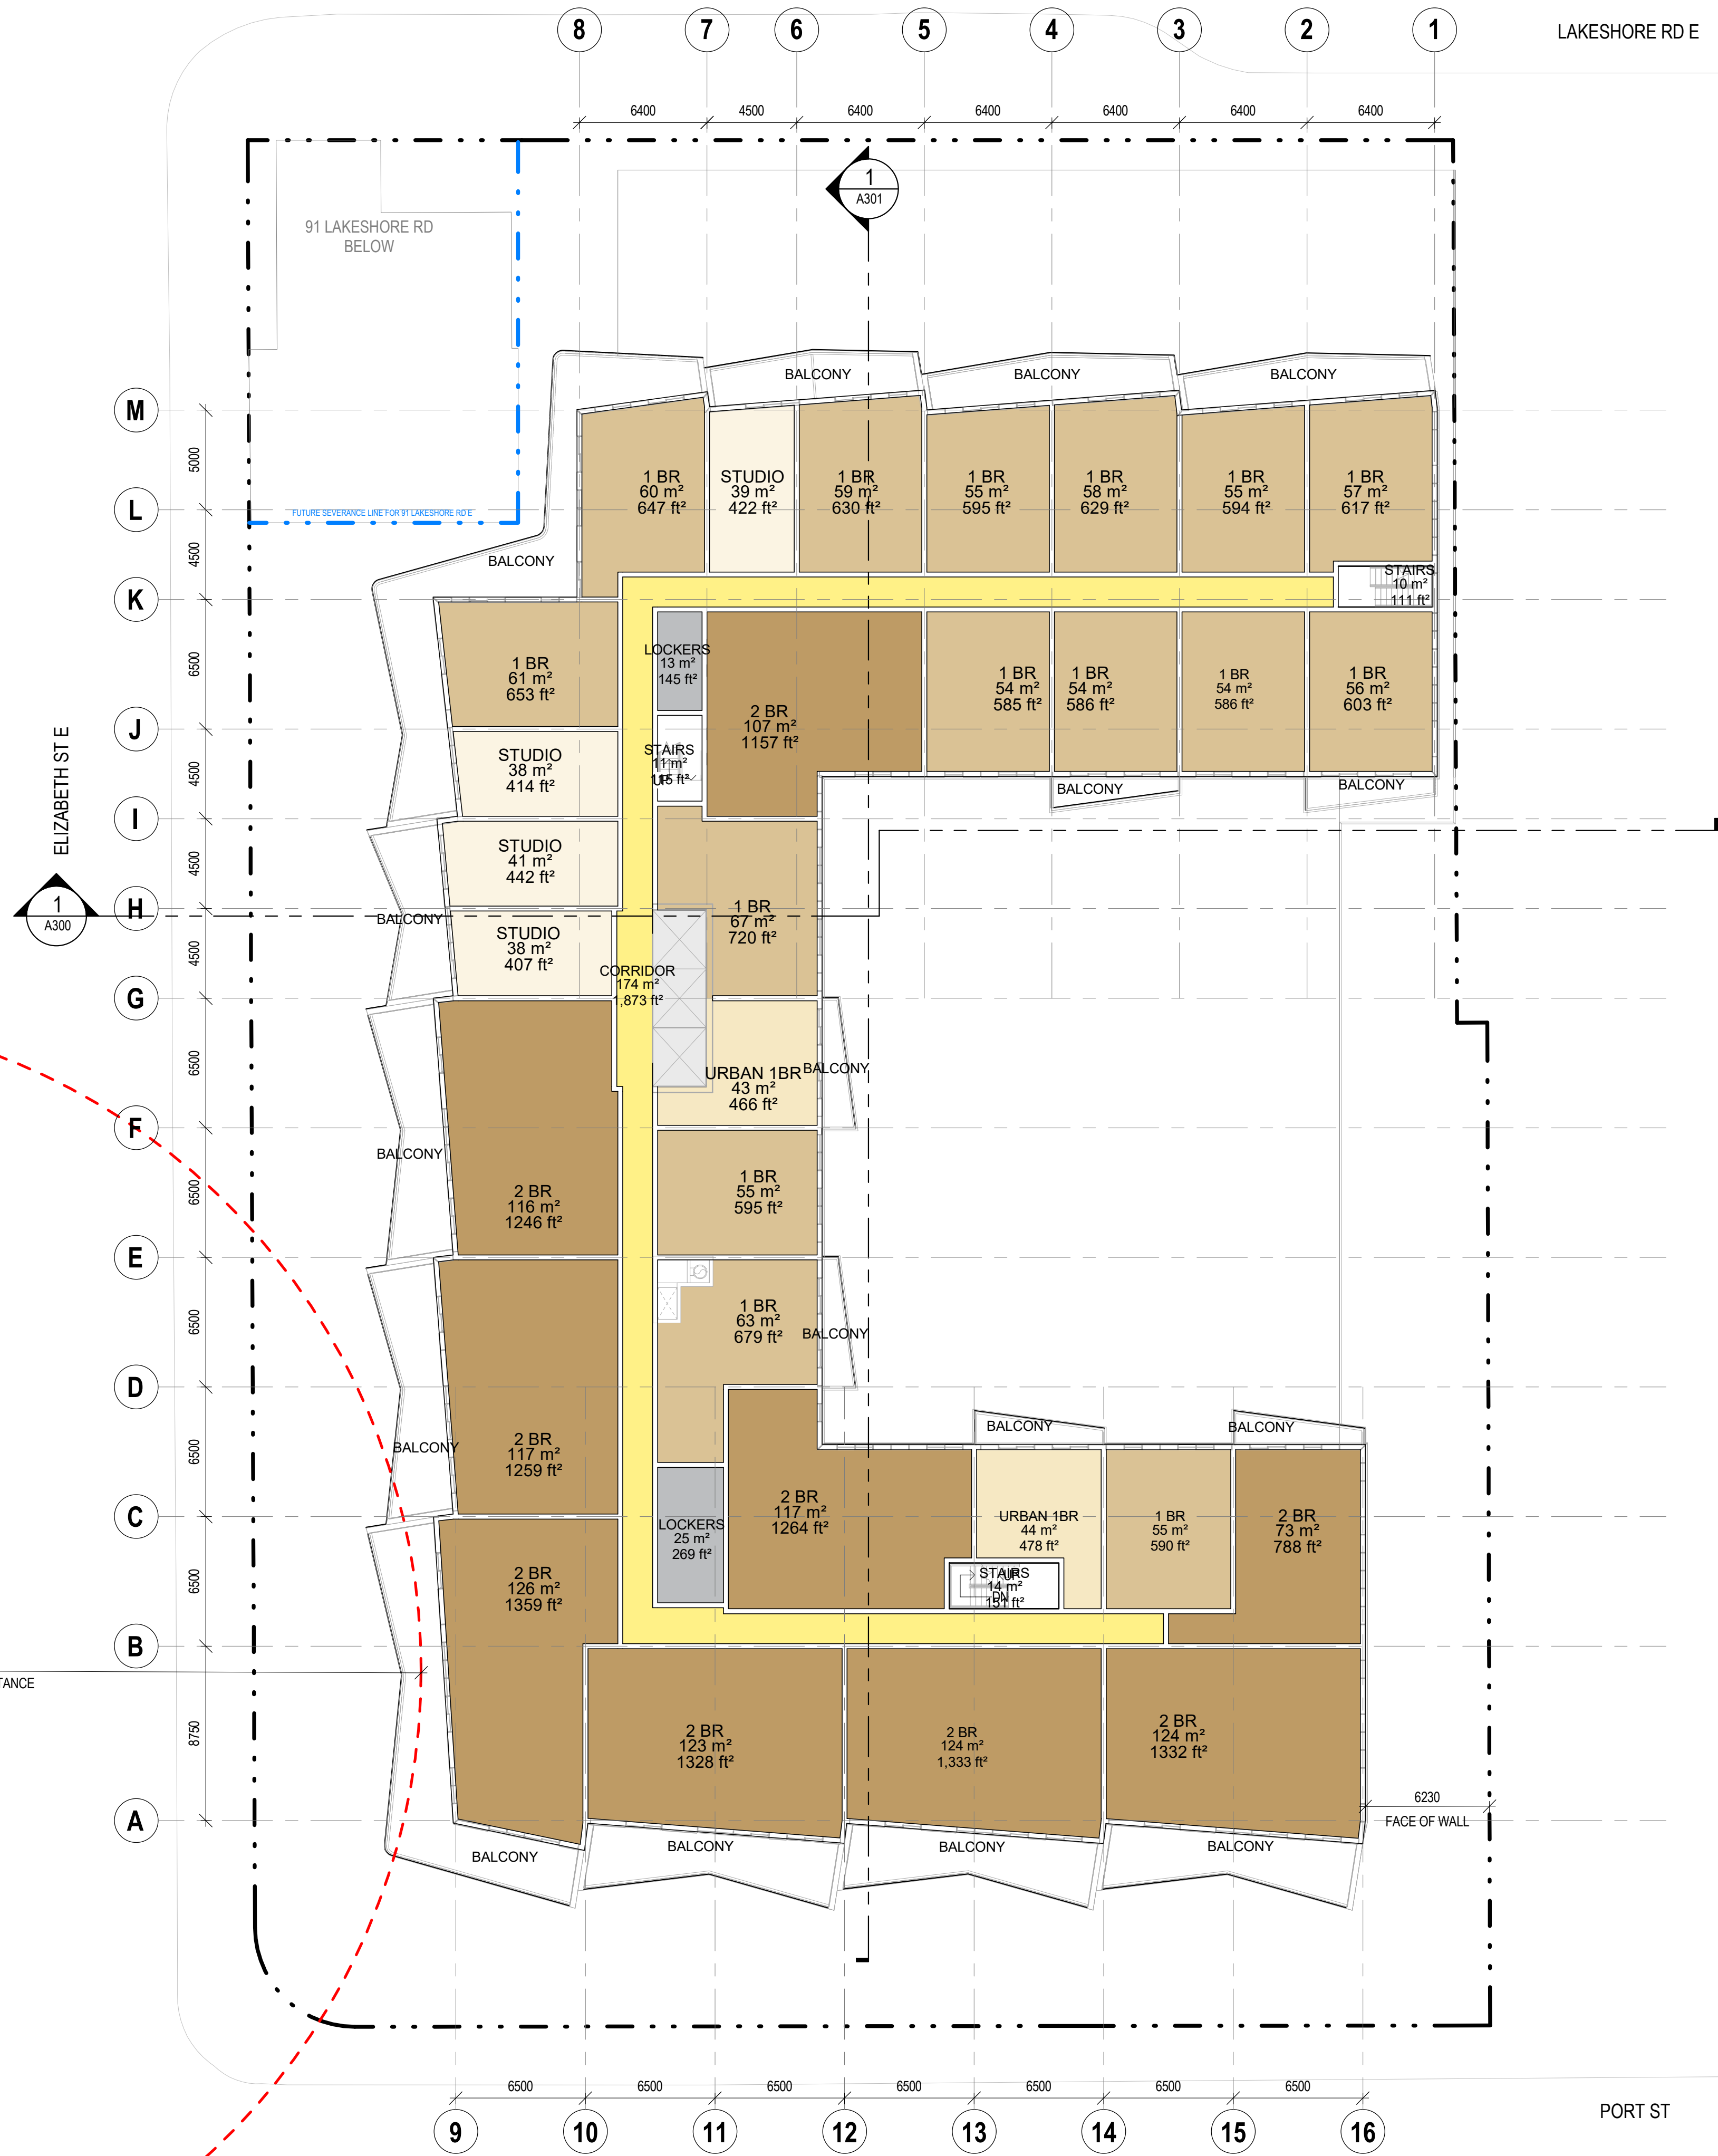 LAKESHORE RD E
8
7
6
5
4
3
2
1
6400
4500
6400
6400
6400
6400
6400
1
A301
91 LAKESHORE RD
BELOW
FUTURE SEVERANCE LINE FOR 91 LAKESHORE RD E
BALCONY
BALCONY
BALCONY
BALCONY
M
5000
L
4500
K
6500
J
4500
I
4500
H
4500
G
6500
F
6500
E
6500
D
6500
C
6500
B
8750
A
1 BR
60 m²
647 ft²
STUDIO
39 m²
422 ft²
1 BR
59 m²
630 ft²
1 BR
55 m²
595 ft²
1 BR
58 m²
629 ft²
1 BR
55 m²
594 ft²
1 BR
57 m²
617 ft²
STAIRS
10 m²
111 ft²
1 BR
61 m²
653 ft²
LOCKERS
13 m²
145 ft²
2 BR
107 m²
1157 ft²
1 BR
54 m²
585 ft²
1 BR
54 m²
586 ft²
1 BR
54 m²
586 ft²
1 BR
56 m²
603 ft²
STAIRS
11 m²
115 ft²
UP
BALCONY
BALCONY
STUDIO
38 m²
414 ft²
ELIZABETH ST E
1
A300
STUDIO
41 m²
442 ft²
BALCONY
STUDIO
38 m²
407 ft²
1 BR
67 m²
720 ft²
CORRIDOR
174 m²
1,873 ft²
URBAN 1BR
43 m²
466 ft²
BALCONY
BALCONY
2 BR
116 m²
1246 ft²
1 BR
55 m²
595 ft²
1 BR
63 m²
679 ft²
BALCONY
BALCONY
2 BR
117 m²
1259 ft²
BALCONY
BALCONY
LOCKERS
25 m²
269 ft²
2 BR
117 m²
1264 ft²
URBAN 1BR
44 m²
478 ft²
1 BR
55 m²
590 ft²
2 BR
73 m²
788 ft²
STAIRS
14 m²
151 ft²
UP
DN
2 BR
126 m²
1359 ft²
TANCE
2 BR
123 m²
1328 ft²
2 BR
124 m²
1,333 ft²
2 BR
124 m²
1332 ft²
6230
FACE OF WALL
BALCONY
BALCONY
BALCONY
BALCONY
6500
6500
6500
6500
6500
6500
6500
9
10
11
12
13
14
15
16
PORT ST